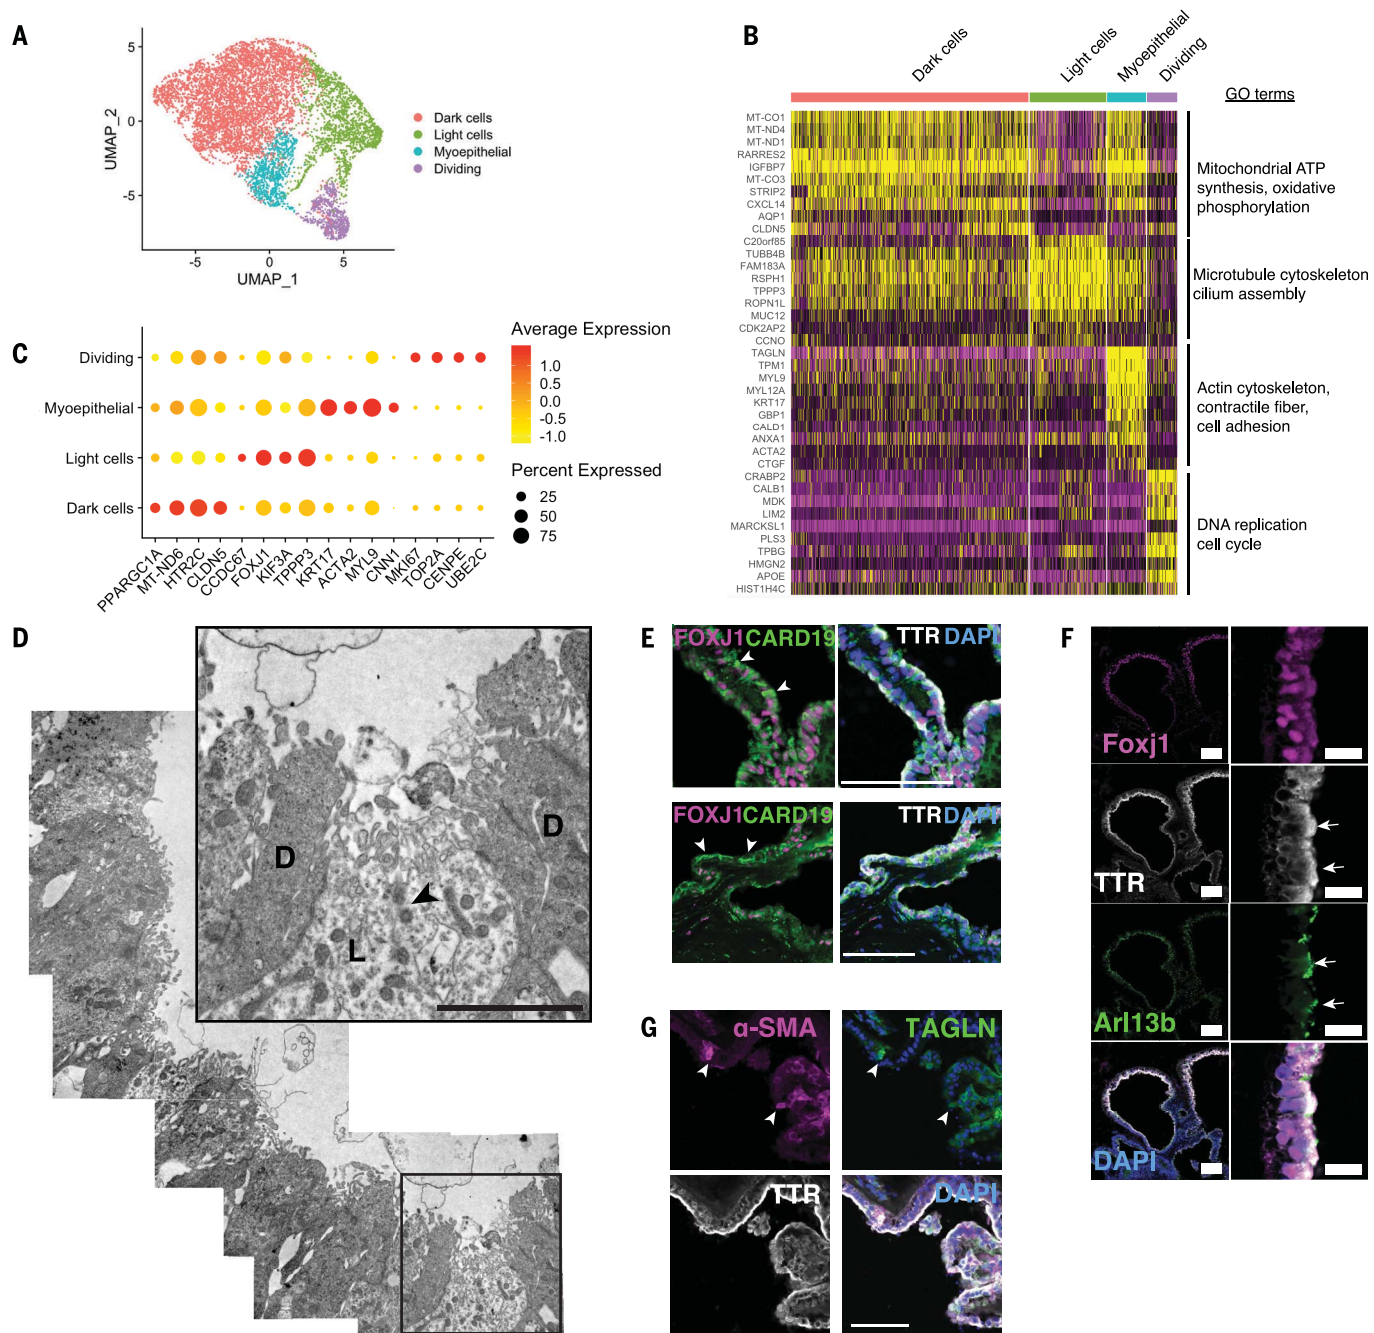 A
UMAP_2
5
0
-5
-5
0
5
UMAP_1
Dark cells
Light cells
Myoepithelial
Dividing
B
Dark cells
Light cells
Myoepithelial
Dividing
GO terms
MT-CO1
MT-ND4
MT-ND1
RARRES2
IGFBP7
MT-CO3
STRIP2
CXCL14
AQP1
CLDN5
C20orf85
TUBB4B
FAM183A
RSPH1
TPPP3
ROPN1L
MUC12
CDK2AP2
CCNO
TAGLN
TPM1
MYL9
MYL12A
KRT17
GBP1
CALD1
ANXA1
ACTA2
CTGF
CRABP2
CALB1
MDK
LIM2
MARCKSL1
PLS3
TPBG
HMGN2
APOE
HIST1H4C
Mitochondrial ATP
synthesis, oxidative
phosphorylation
Microtubule cytoskeleton
cilium assembly
Actin cytoskeleton,
contractile fiber,
cell adhesion
DNA replication
cell cycle
C
Dividing
Myoepithelial
Light cells
Dark cells
PPARGC1A
MT-ND6
HTR2C
CLDN5
CCDC67
FOXJ1
KIF3A
TPPP3
KRT17
ACTA2
MYL9
CNN1
MKI67
TOP2A
CENPE
UBE2C
Average Expression
1.0
0.5
0.0
-0.5
-1.0
Percent Expressed
25
50
75
D
D
D
L
E
FOXJ1 CARD19
TTR DAPI
FOXJ1 CARD19
TTR DAPI
F
Foxj1
TTR
Arl13b
DAPI
G
α-SMA
TAGLN
TTR
DAPI